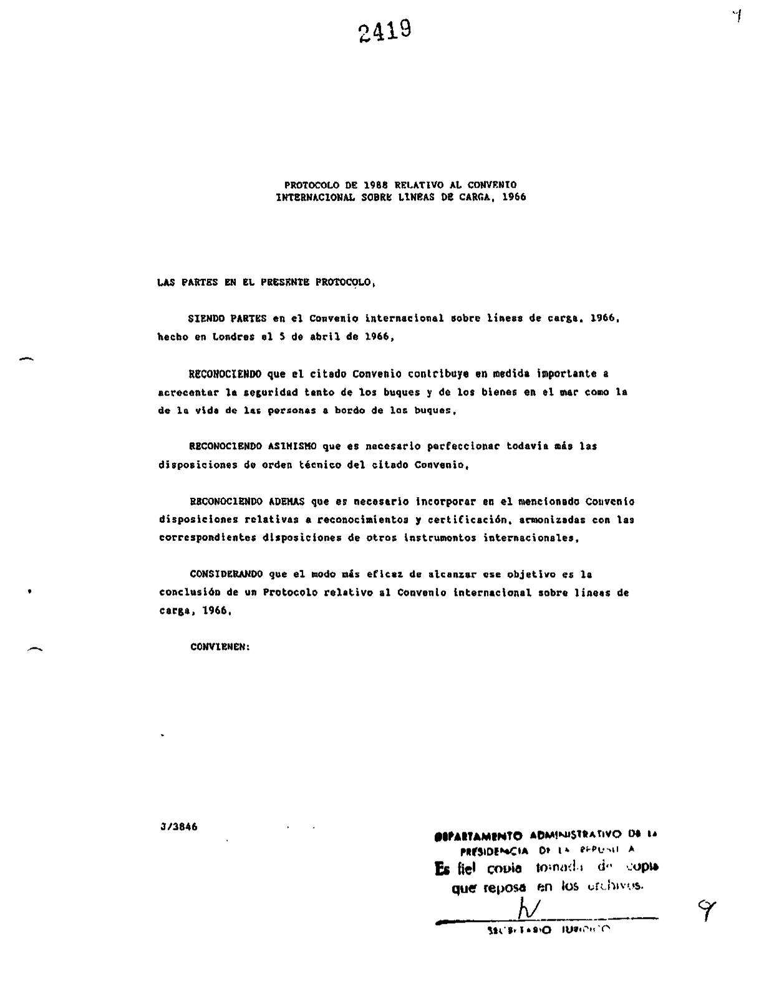 2419
PROTOCOLO DE 1988 RELATIVO AL CONVENIO
INTERNACIONAL SOBRE LINEAS DE CARGA, 1966
LAS PARTES EN EL PRESENTE PROTOCOLO,
SIENDO PARTES en el Convenio internacional sobre líneas de carga, 1966,
hecho en Londres el 5 de abril de 1966,
RECONOCIENDO que el citado Convenio contribuye en medida importante a
acrecentar la seguridad tanto de los buques y de los bienes en el mar como la
de la vida de las personas a bordo de los buques,
RECONOCIENDO ASIMISMO que es necesario perfeccionar todavía más las
disposiciones de orden técnico del citado Convenio,
RECONOCIENDO ADEMAS que es necesario incorporar en el mencionado Convenio
disposiciones relativas a reconocimientos y certificación, armonizadas con las
correspondientes disposiciones de otros instrumentos internacionales,
CONSIDERANDO que el modo más eficaz de alcanzar ese objetivo es la
conclusión de un Protocolo relativo al Convenio internacional sobre líneas de
carga, 1966,
CONVIENEN:
J/3846
DEPARTAMENTO ADMINISTRATIVO DE LA
PRESIDENCIA DE LA REPUBLICA
Es fiel copia tomada de copia
que reposa en los archivos.
SECRETARIO JURIDICO